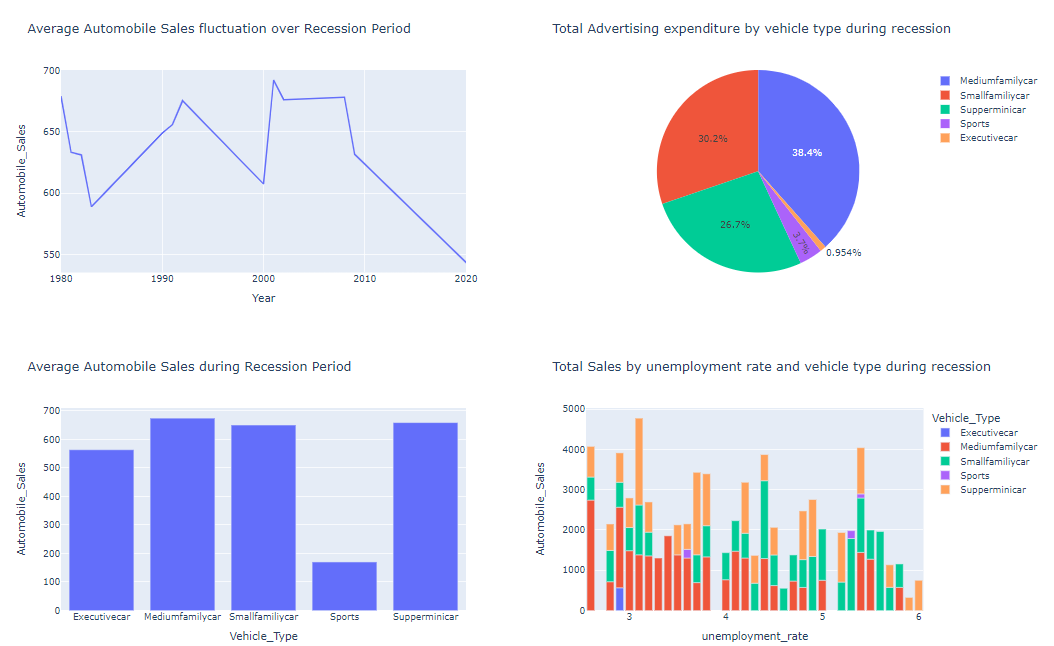 Average Automobile Sales fluctuation over Recession Period
700
650
600
550
Automobile_Sales
1980
1990
2000
2010
2020
Year
Total Advertising expenditure by vehicle type during recession
30.2%
38.4%
26.7%
3.7%
0.954%
Mediumfamilycar
Smallfamiliycar
Supperminicar
Sports
Executivecar
Average Automobile Sales during Recession Period
700
600
500
400
300
200
100
0
Automobile_Sales
Executivecar
Mediumfamilycar
Smallfamiliycar
Sports
Supperminicar
Vehicle_Type
Total Sales by unemployment rate and vehicle type during recession
5000
4000
3000
2000
1000
0
Automobile_Sales
3
4
5
6
unemployment_rate
Vehicle_Type
Executivecar
Mediumfamilycar
Smallfamiliycar
Sports
Supperminicar